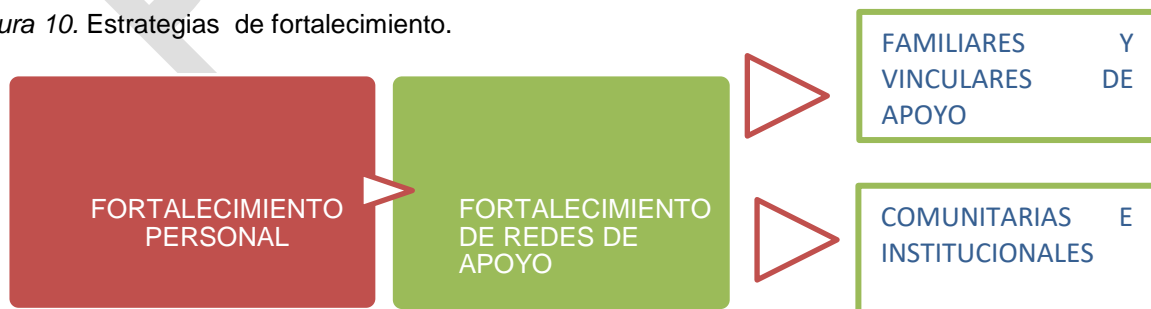 ura 10. Estrategias de fortalecimiento.
FORTALECIMIENTO
PERSONAL
FORTALECIMIENTO
DE REDES DE
APOYO
FAMILIARES Y
VINCULARES DE
APOYO
COMUNITARIAS E
INSTITUCIONALES